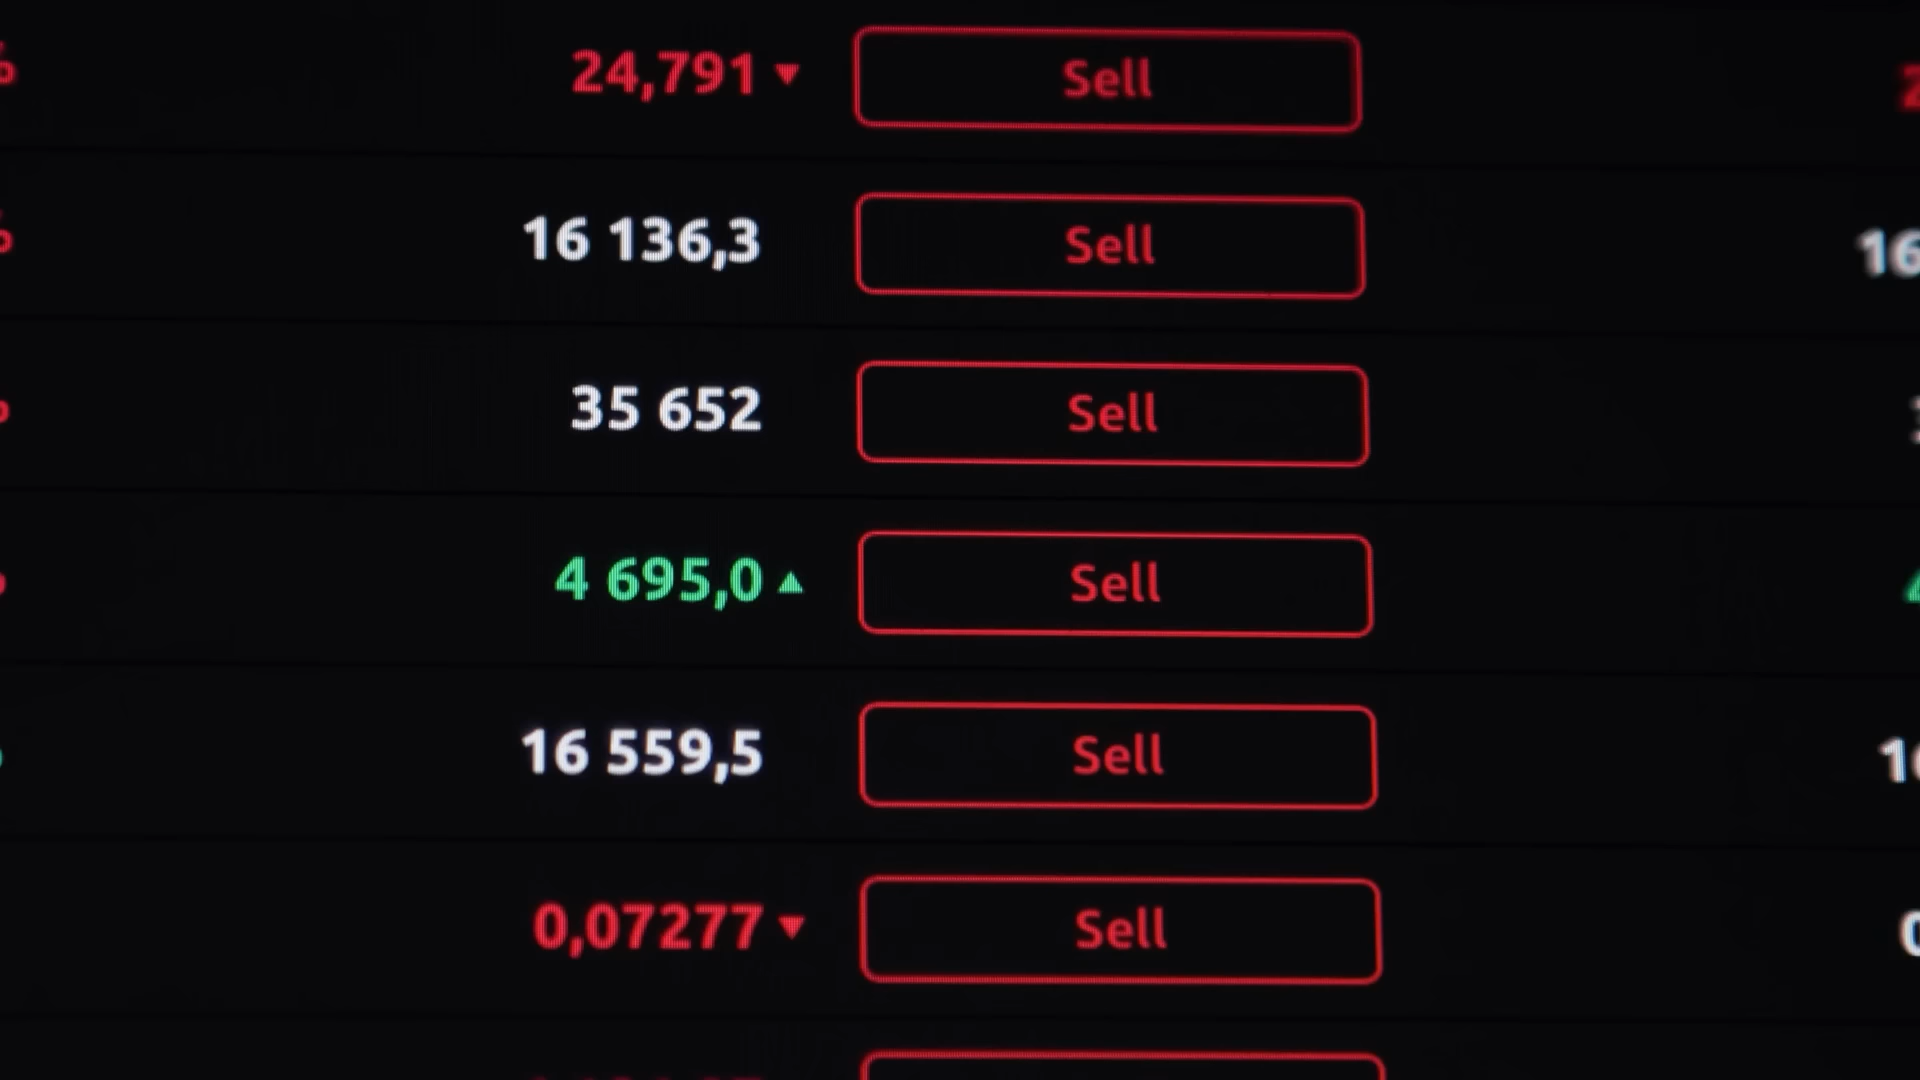 24,791 ▼ Sell
16 136,3 Sell 16
35 652 Sell
4 695,0 ▲ Sell
16 559,5 Sell
0,07277 ▼ Sell